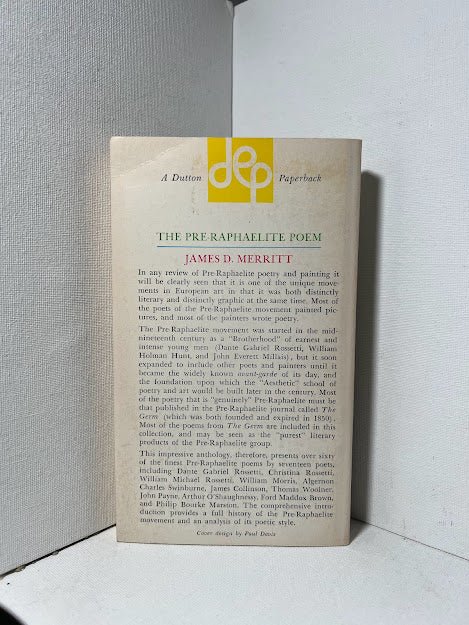 A Dutton dep Paperback
THE PRE-RAPHAELITE POEM
JAMES D. MERRITT
In any review of Pre-Raphaelite poetry and painting it
will be clearly seen that it is one of the unique move-
ments in European art in that it was both distinctly
literary and distinctly graphic at the same time. Most of
the poets of the Pre-Raphaelite movement painted pic-
tures, and most of the painters wrote poetry.
The Pre-Raphaelite movement was started in the mid-
nineteenth century as a "Brotherhood" of earnest and
intense young men (Dante Gabriel Rossetti, William
Holman Hunt, and John Everett Millais), but it soon
expanded to include other poets and painters until it
became the widely known avant-garde of its day, and
the foundation upon which the "Aesthetic" school of
poetry and art would be built later in the century. Most
of the poetry that is "genuinely" Pre-Raphaelite must be
that published in the Pre-Raphaelite journal called The
Germ (which was both founded and expired in 1850).
Most of the poems from The Germ are included in this
collection, and may be seen as the "purest" literary
products of the Pre-Raphaelite group.
This impressive anthology, therefore, presents over sixty
of the finest Pre-Raphaelite poems by seventeen poets,
including Dante Gabriel Rossetti, Christina Rossetti,
William Michael Rossetti, William Morris, Algernon
Charles Swinburne, James Collinson, Thomas Woolner,
John Payne, Arthur O'Shaughnessy, Ford Maddox Brown,
and Philip Bourke Marston. The comprehensive intro-
duction provides a full history of the Pre-Raphaelite
movement and an analysis of its poetic style.
Cover design by Paul Davis